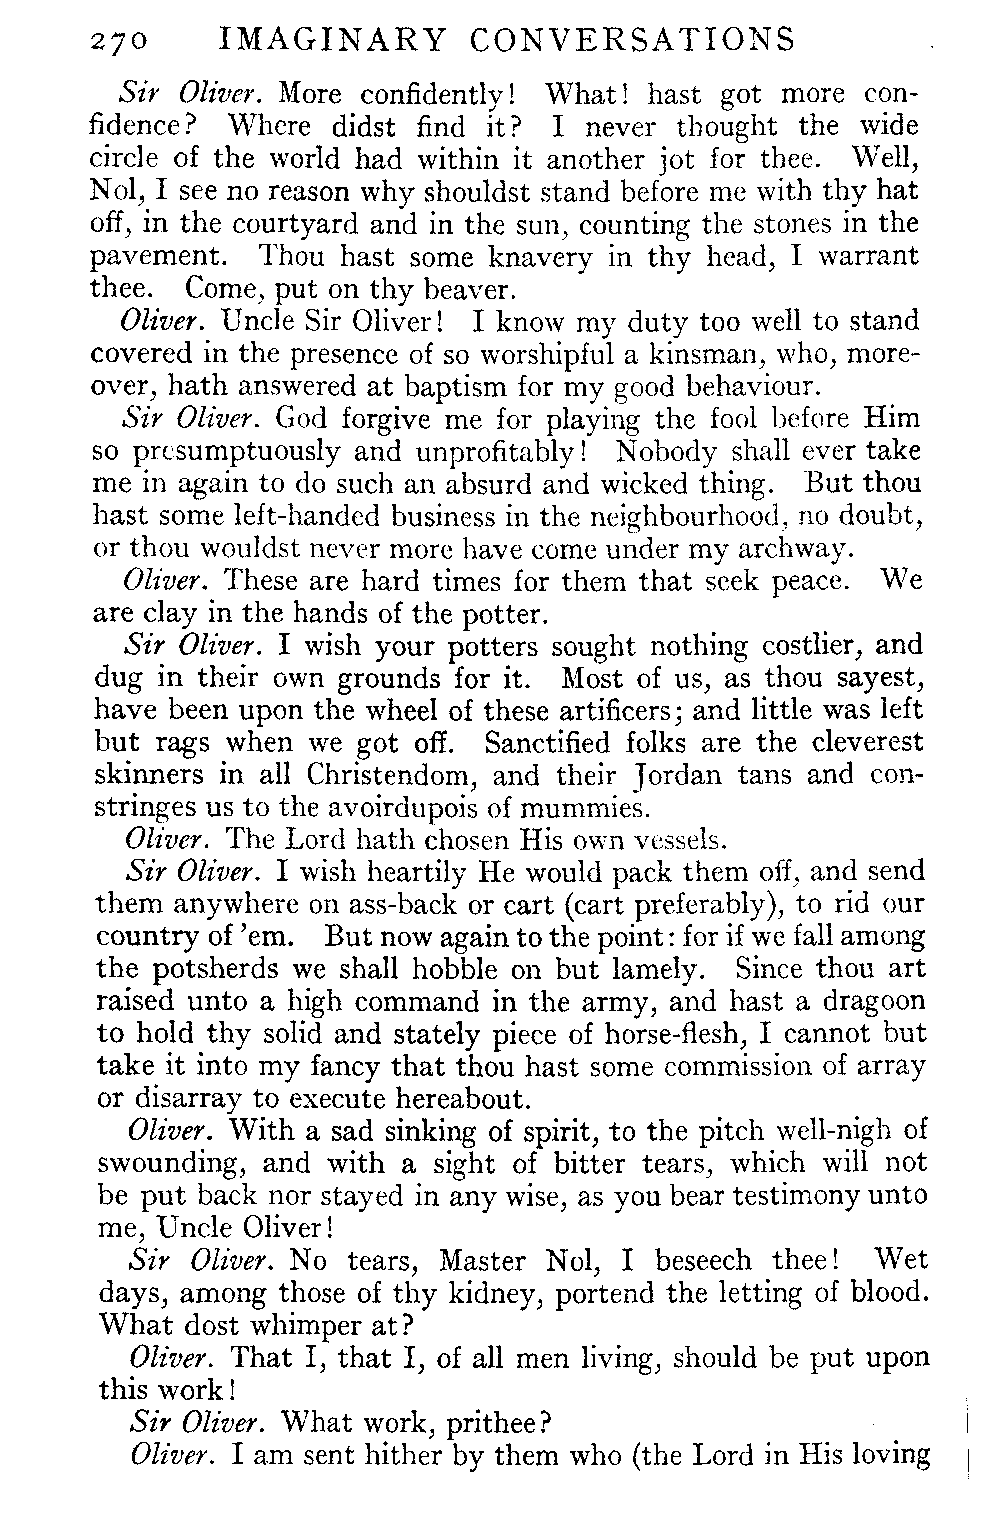 270 IMAGINARY CONVERSATIONS
Sir Oliver. More confidently! What! hast got more con-
fidence? Where didst find it? I never thought the wide
circle of the world had within it another jot for thee. Well,
Nol, I see no reason why shouldst stand before me with thy hat
off, in the courtyard and in the sun, counting the stones in the
pavement. Thou hast some knavery in thy head, I warrant
thee. Come, put on thy beaver.
Oliver. Uncle Sir Oliver! I know my duty too well to stand
covered in the presence of so worshipful a kinsman, who, more-
over, hath answered at baptism for my good behaviour.
Sir Oliver. God forgive me for playing the fool before Him
so presumptuously and unprofitably! Nobody shall ever take
me in again to do such an absurd and wicked thing. But thou
hast some left-handed business in the neighbourhood, no doubt,
or thou wouldst never more have come under my archway.
Oliver. These are hard times for them that seek peace. We
are clay in the hands of the potter.
Sir Oliver. I wish your potters sought nothing costlier, and
dug in their own grounds for it. Most of us, as thou sayest,
have been upon the wheel of these artificers; and little was left
but rags when we got off. Sanctified folks are the cleverest
skinners in all Christendom, and their Jordan tans and con-
stringes us to the avoirdupois of mummies.
Oliver. The Lord hath chosen His own vessels.
Sir Oliver. I wish heartily He would pack them off, and send
them anywhere on ass-back or cart (cart preferably), to rid our
country of 'em. But now again to the point: for if we fall among
the potsherds we shall hobble on but lamely. Since thou art
raised unto a high command in the army, and hast a dragoon
to hold thy solid and stately piece of horse-flesh, I cannot but
take it into my fancy that thou hast some commission of array
or disarray to execute hereabout.
Oliver. With a sad sinking of spirit, to the pitch well-nigh of
swounding, and with a sight of bitter tears, which will not
be put back nor stayed in any wise, as you bear testimony unto
me, Uncle Oliver!
Sir Oliver. No tears, Master Nol, I beseech thee! Wet
days, among those of thy kidney, portend the letting of blood.
What dost whimper at?
Oliver. That I, that I, of all men living, should be put upon
this work!
Sir Oliver. What work, prithee?
Oliver. I am sent hither by them who (the Lord in His loving